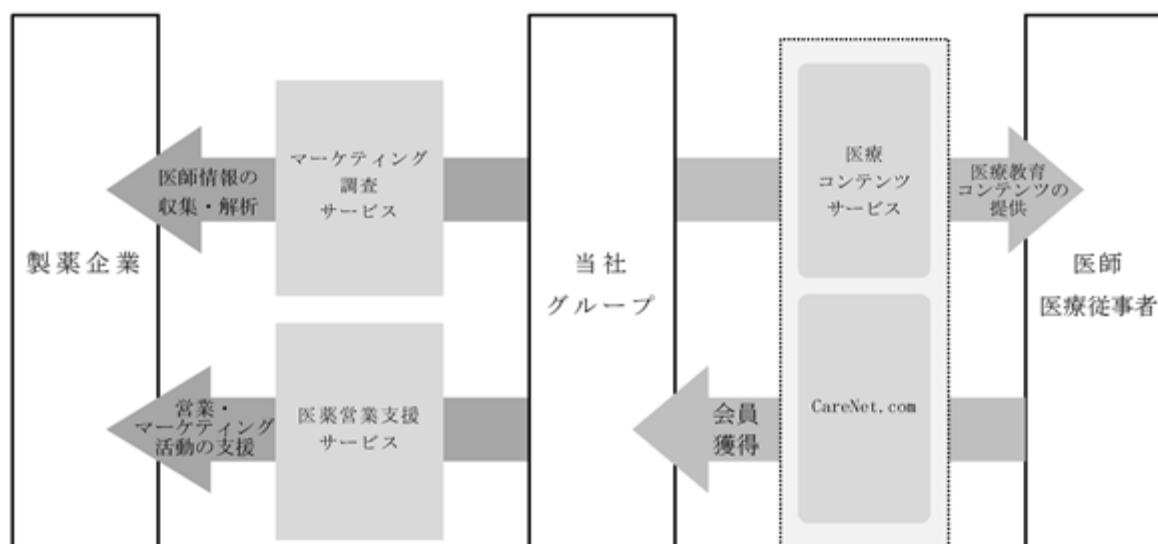 製薬企業
医師情報の
収集・解析
マーケティング
調査
サービス
営業・
マーケティング
活動の支援
医薬営業支援
サービス
当社
グループ
会員
獲得
医療
コンテンツ
サービス
CareNet.com
医療教育
コンテンツの
提供
医師
医療従事者